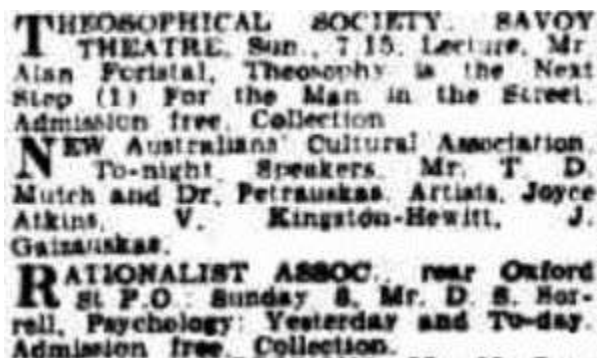 THEOSOPHICAL SOCIETY. SAVOY
THEATRE, Sun., 7.15. Lecture, Mr.
Alan Foristal, Theosophy is the Next
Step (1) For the Man in the Street.
Admission free. Collection
NEW Australians' Cultural Association.
To-night. Speakers. Mr. T. D.
Mutch and Dr. Petrauskas. Artists, Joyce
Atkins, V. Kingston-Hewitt, J.
Gaizauskas.
RATIONALIST ASSOC., rear Oxford
St P.O. Sunday 8, Mr. D. S. Hor-
rell, Psychology: Yesterday and To-day.
Admission free. Collection.